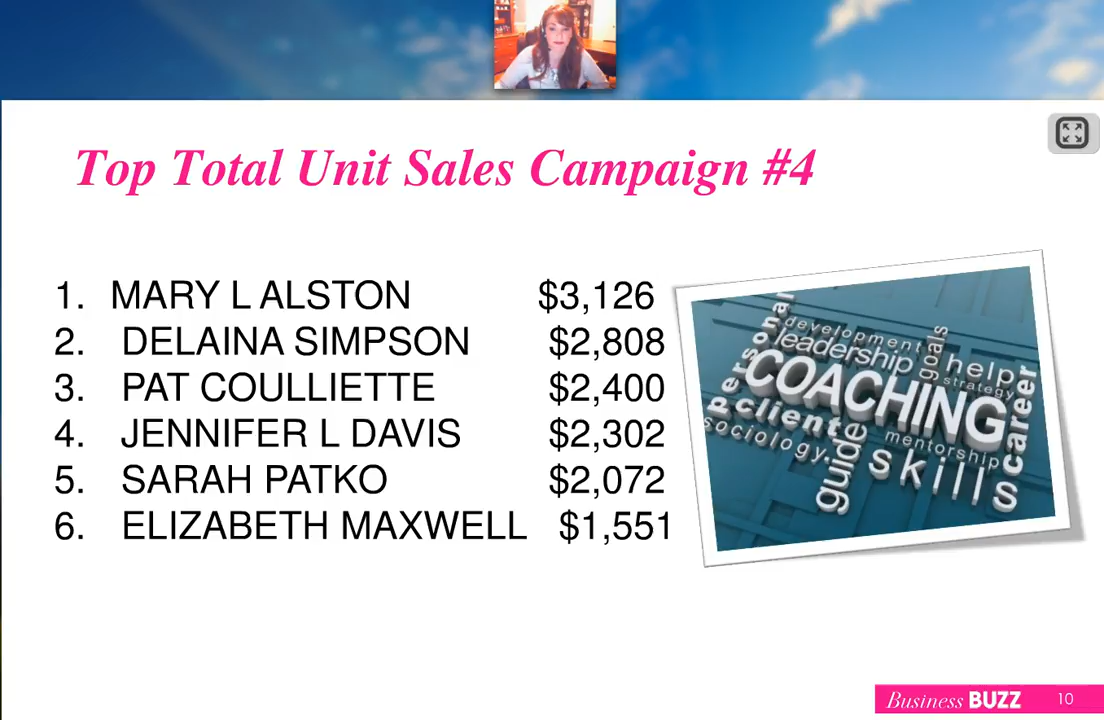 Top Total Unit Sales Campaign #4
1. MARY L ALSTON $3,126
2. DELAINA SIMPSON $2,808
3. PAT COULLIETTE $2,400
4. JENNIFER L DAVIS $2,302
5. SARAH PATKO $2,072
6. ELIZABETH MAXWELL $1,551
personal
development
leadership
goals
help
strategy
COACHING
career
cliente
sociology
mentorship
guide
skills
Business BUZZ 10